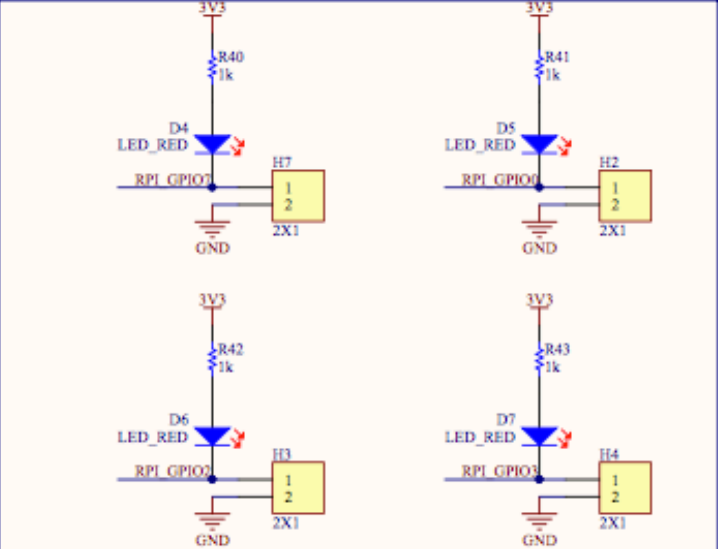 3V3
R40
1k
D4
LED_RED
H7
RPI_GPIO7
1
2
2X1
GND
3V3
R41
1k
D5
LED_RED
H2
RPI_GPIO0
1
2
2X1
GND
3V3
R42
1k
D6
LED_RED
H3
RPI_GPIO2
1
2
2X1
GND
3V3
R43
1k
D7
LED_RED
H4
RPI_GPIO3
1
2
2X1
GND